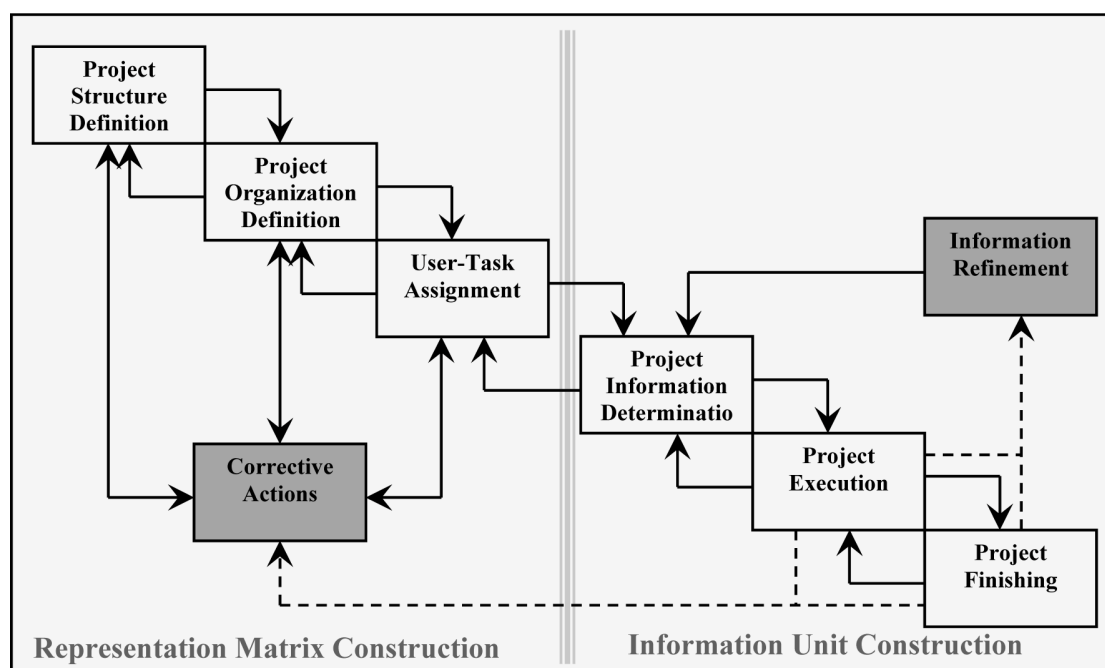 Project
Structure
Definition
Project
Organization
Definition
User-Task
Assignment
Information
Refinement
Project
Information
Determinatio
Project
Execution
Corrective
Actions
Project
Finishing
Representation Matrix Construction
Information Unit Construction